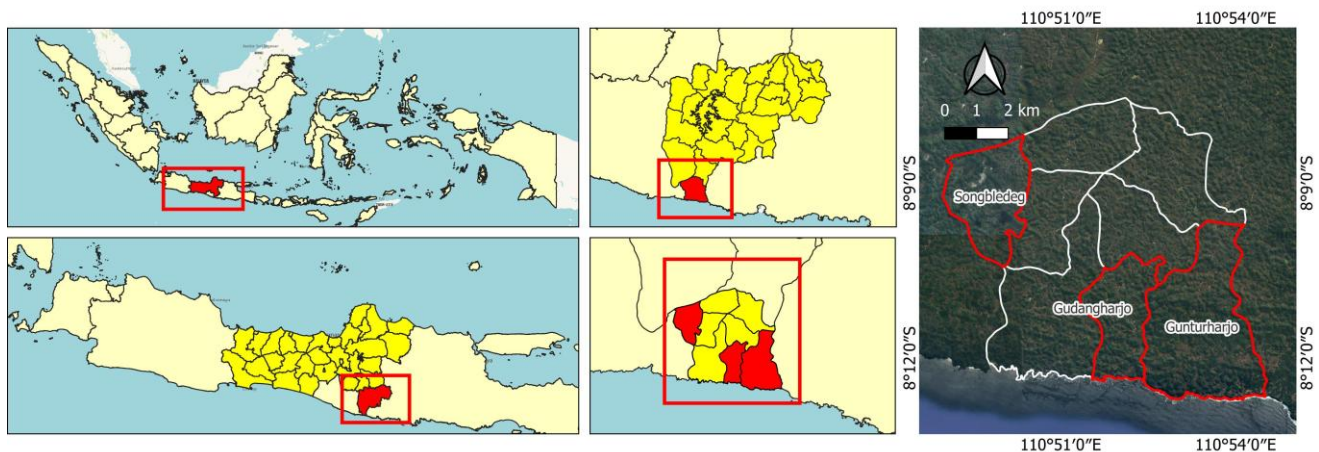 110°51′0″E 110°54′0″E
0 1 2 km
8°9′0″S 8°9′0″S
Songbledeg
Gudangharjo
Gunturharjo
8°12′0″S 8°12′0″S
110°51′0″E 110°54′0″E